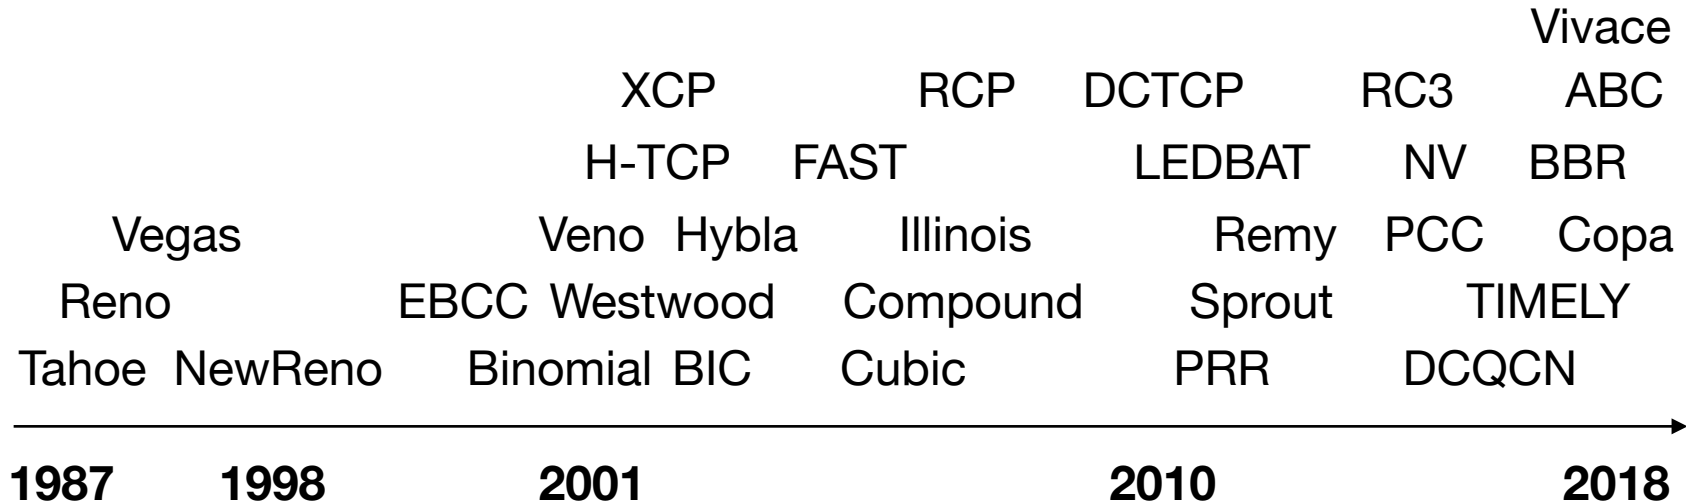 Vivace
XCP RCP DCTCP RC3 ABC
H-TCP FAST LEDBAT NV BBR
Vegas Veno Hybla Illinois Remy PCC Copa
Reno EBCC Westwood Compound Sprout TIMELY
Tahoe NewReno Binomial BIC Cubic PRR DCQCN
1987 1998 2001 2010 2018